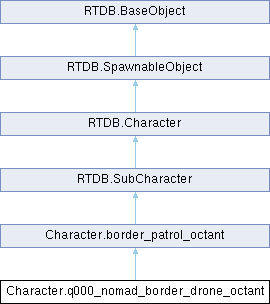 RTDB.BaseObject
RTDB.SpawnableObject
RTDB.Character
RTDB.SubCharacter
Character.border_patrol_octant
Character.q000_nomad_border_drone_octant